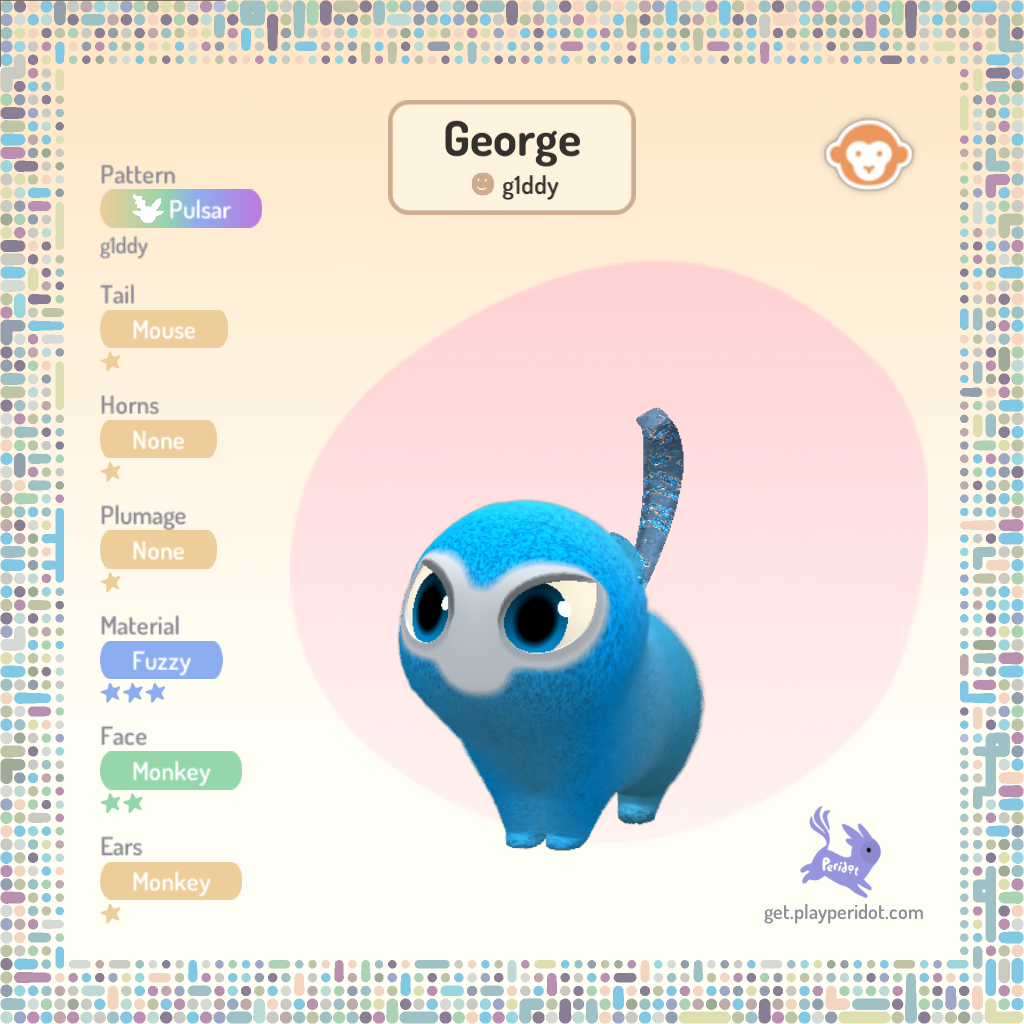 George
g1ddy
Pattern
Pulsar
g1ddy
Tail
Mouse
Horns
None
Plumage
None
Material
Fuzzy
Face
Monkey
Ears
Monkey
Peridot
get.playperidot.com